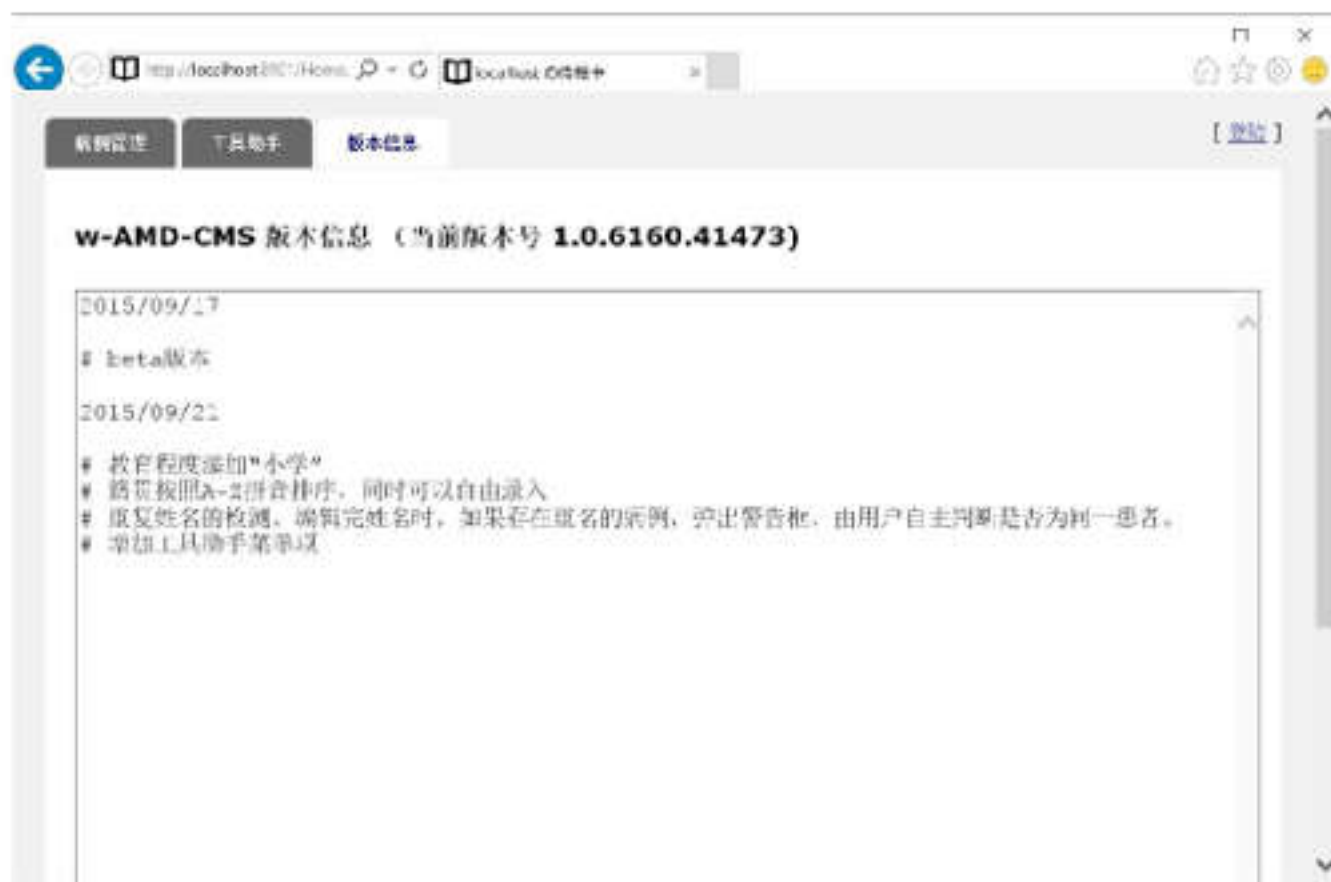 http://localhost
病例管理
工具助手
版本信息
[ 登陆 ]
w-AMD-CMS 版本信息 （当前版本号 1.0.6160.41473)
2015/09/17
# beta版本
2015/09/21
# 教育程度添加"小学"
# 籍贯按照A-Z拼音排序，同时可以自由录入
# 重复姓名的检测，编辑完姓名时，如果存在重名的病例，弹出警告框，由用户自主判断是否为同一患者。
# 增加工具助手菜单项